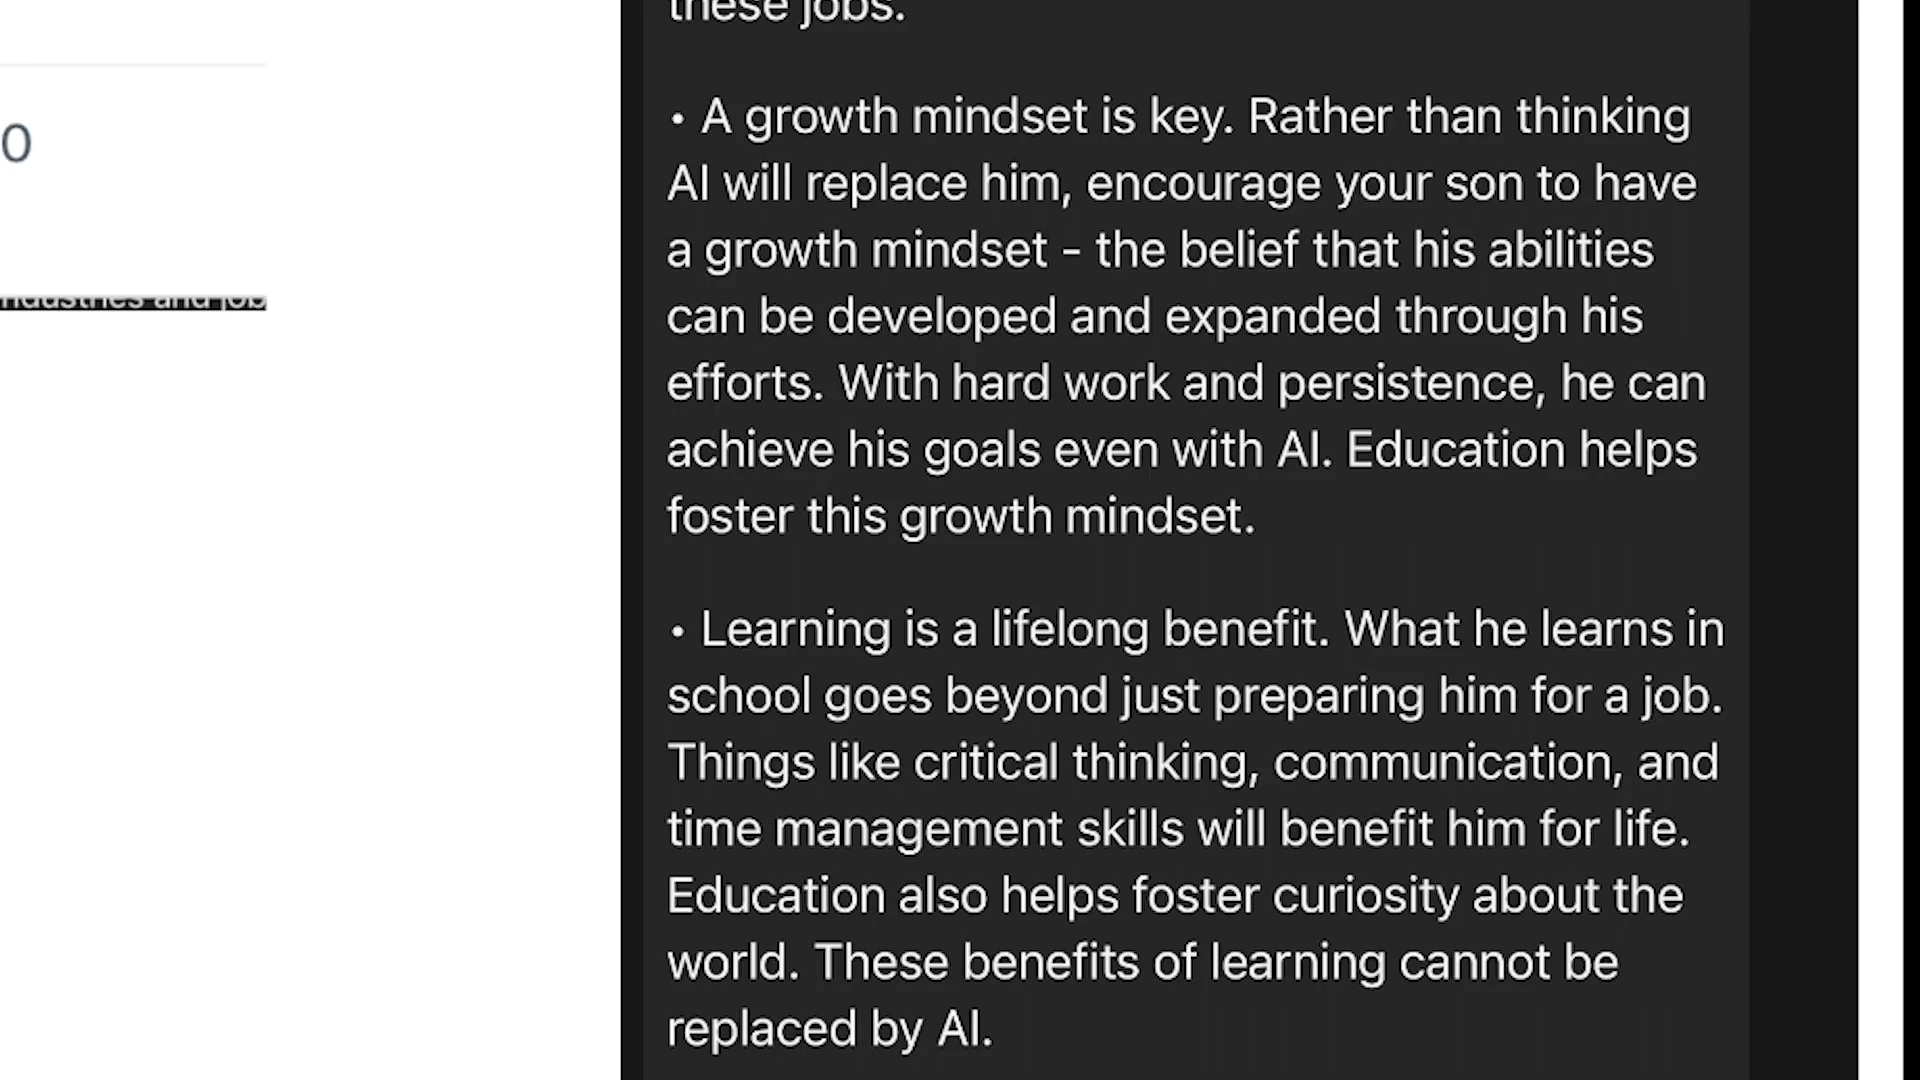 these jobs.
• A growth mindset is key. Rather than thinking
AI will replace him, encourage your son to have
a growth mindset - the belief that his abilities
can be developed and expanded through his
efforts. With hard work and persistence, he can
achieve his goals even with AI. Education helps
foster this growth mindset.
• Learning is a lifelong benefit. What he learns in
school goes beyond just preparing him for a job.
Things like critical thinking, communication, and
time management skills will benefit him for life.
Education also helps foster curiosity about the
world. These benefits of learning cannot be
replaced by AI.
and job